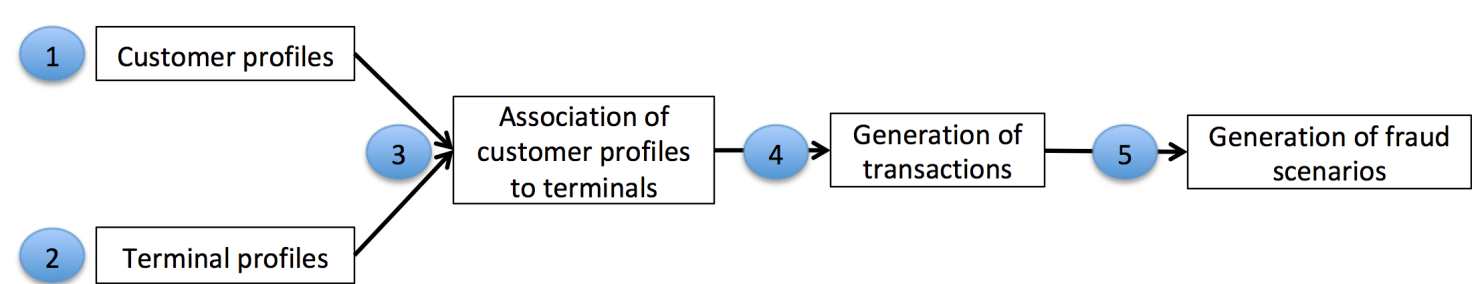 1
Customer profiles
2
Terminal profiles
3
Association of
customer profiles
to terminals
4
Generation of
transactions
5
Generation of fraud
scenarios